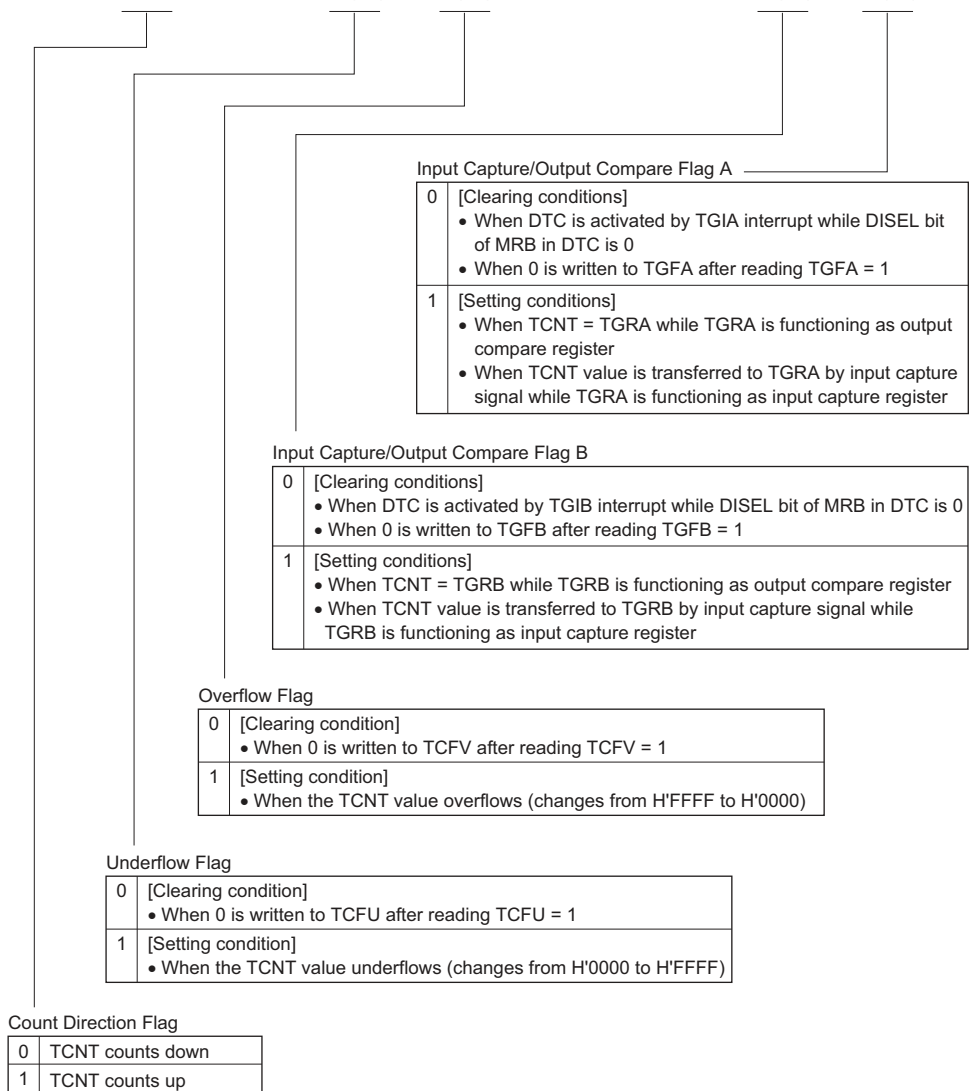 Input Capture/Output Compare Flag A
0 [Clearing conditions]
• When DTC is activated by TGIA interrupt while DISEL bit
of MRB in DTC is 0
• When 0 is written to TGFA after reading TGFA = 1
1 [Setting conditions]
• When TCNT = TGRA while TGRA is functioning as output
compare register
• When TCNT value is transferred to TGRA by input capture
signal while TGRA is functioning as input capture register
Input Capture/Output Compare Flag B
0 [Clearing conditions]
• When DTC is activated by TGIB interrupt while DISEL bit of MRB in DTC is 0
• When 0 is written to TGFB after reading TGFB = 1
1 [Setting conditions]
• When TCNT = TGRB while TGRB is functioning as output compare register
• When TCNT value is transferred to TGRB by input capture signal while
TGRB is functioning as input capture register
Overflow Flag
0 [Clearing condition]
• When 0 is written to TCFV after reading TCFV = 1
1 [Setting condition]
• When the TCNT value overflows (changes from H'FFFF to H'0000)
Underflow Flag
0 [Clearing condition]
• When 0 is written to TCFU after reading TCFU = 1
1 [Setting condition]
• When the TCNT value underflows (changes from H'0000 to H'FFFF)
Count Direction Flag
0 TCNT counts down
1 TCNT counts up